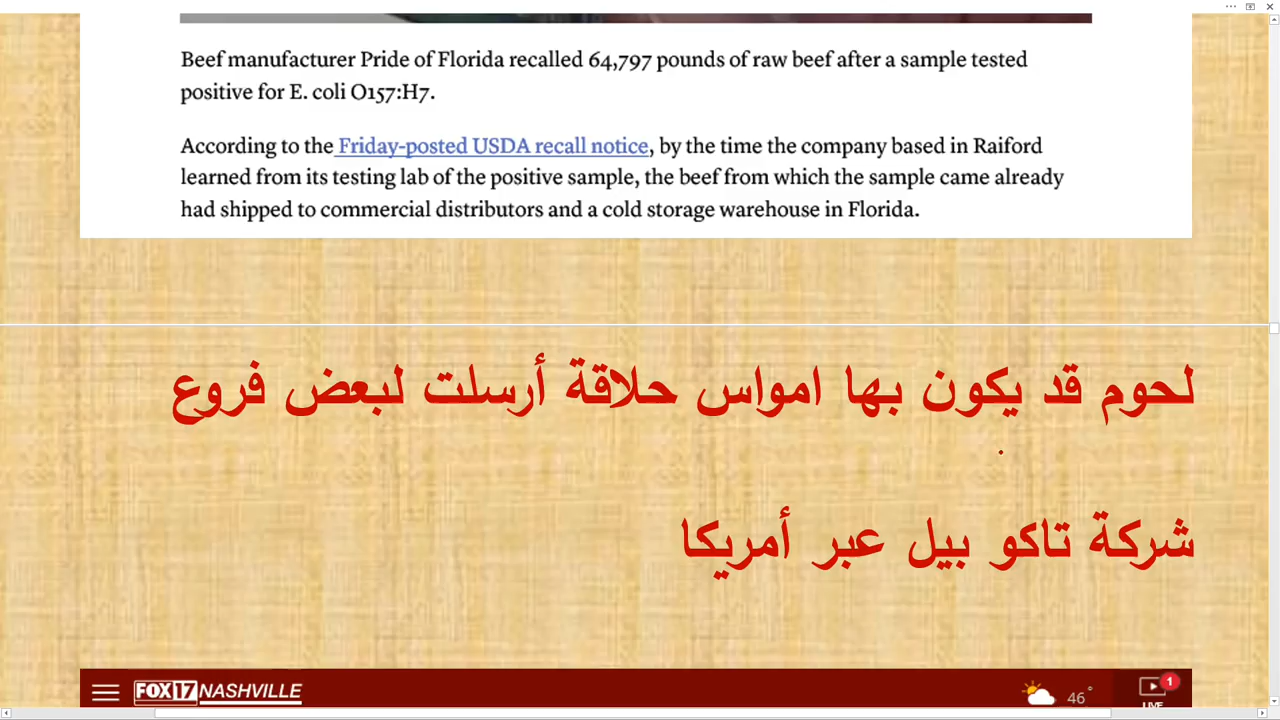 Beef manufacturer Pride of Florida recalled 64,797 pounds of raw beef after a sample tested
positive for E. coli O157:H7.
According to the Friday-posted USDA recall notice, by the time the company based in Raiford
learned from its testing lab of the positive sample, the beef from which the sample came already
had shipped to commercial distributors and a cold storage warehouse in Florida.
لحوم قد يكون بها امواس حلاقة أرسلت لبعض فروع
شركة تاكو بيل عبر أمريكا
FOX17 NASHVILLE 46° 1
LIVE